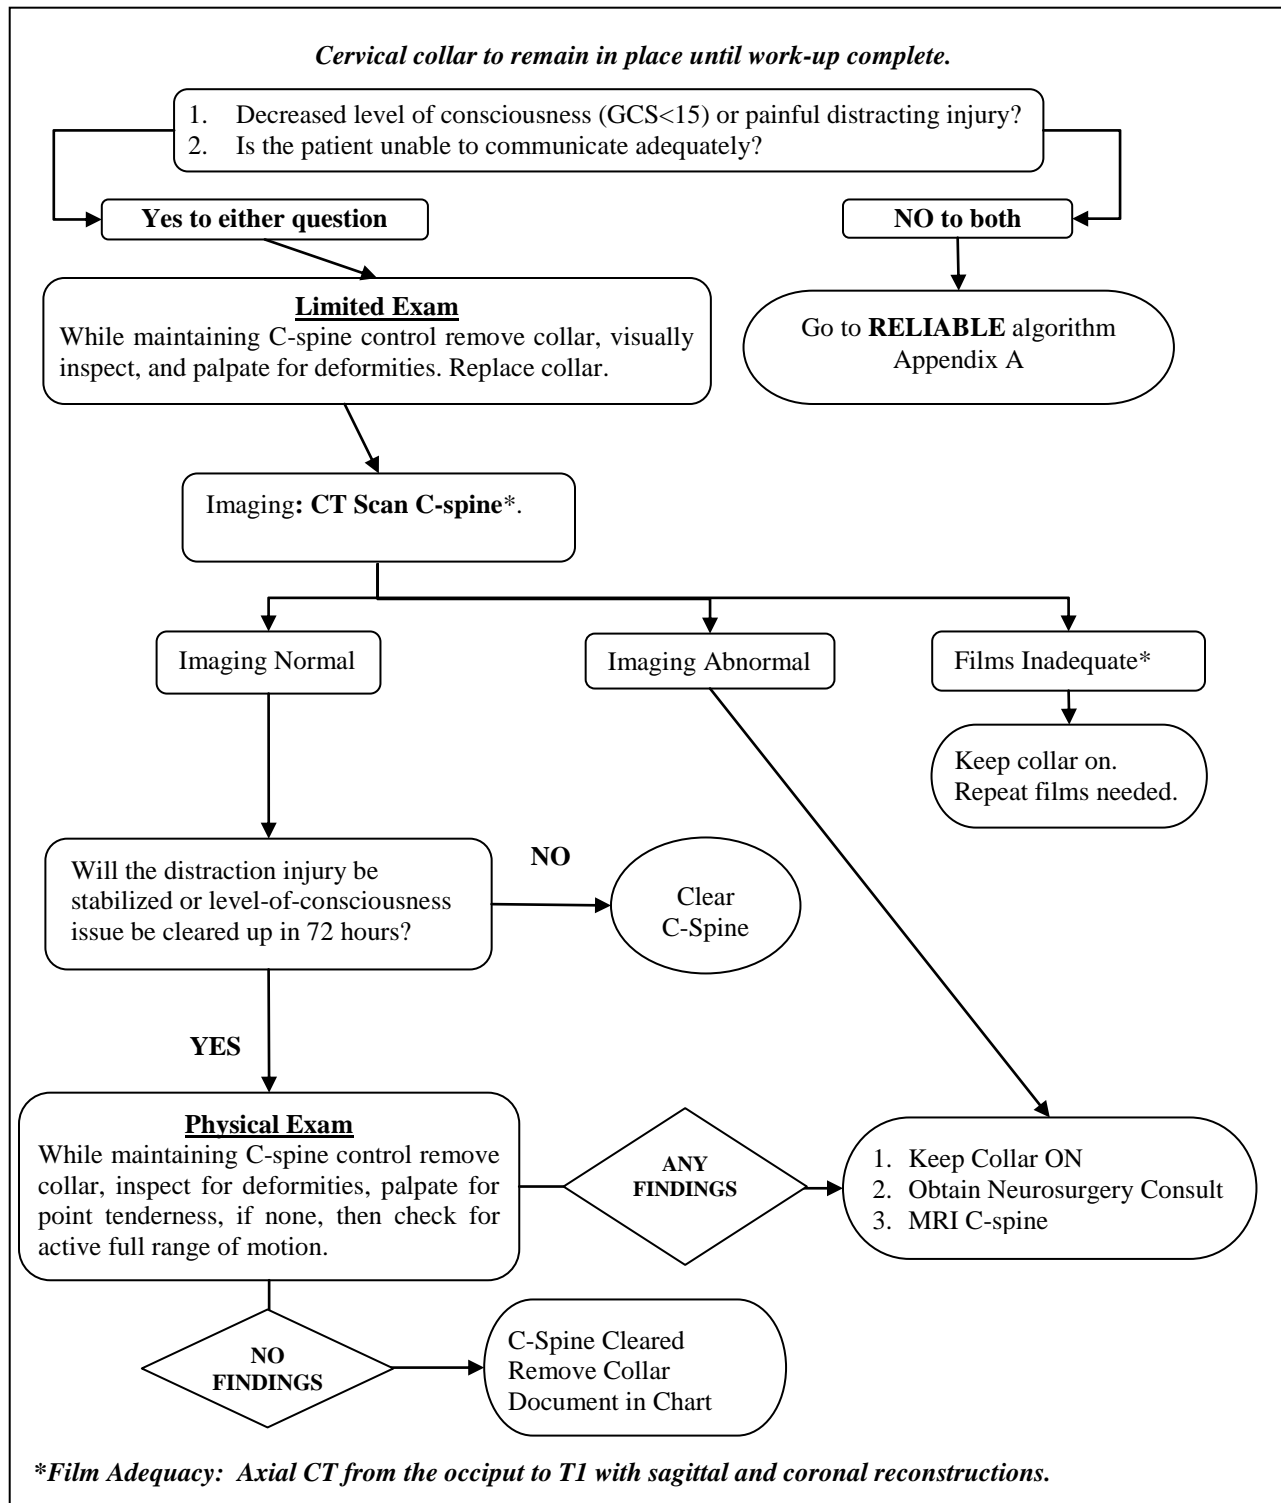 Cervical collar to remain in place until work-up complete.
1. Decreased level of consciousness (GCS<15) or painful distracting injury?
2. Is the patient unable to communicate adequately?
Yes to either question
NO to both
Limited Exam
While maintaining C-spine control remove collar, visually
inspect, and palpate for deformities. Replace collar.
Go to RELIABLE algorithm
Appendix A
Imaging: CT Scan C-spine*.
Imaging Normal
Imaging Abnormal
Films Inadequate*
Keep collar on.
Repeat films needed.
Will the distraction injury be
stabilized or level-of-consciousness
issue be cleared up in 72 hours?
NO
Clear
C-Spine
YES
Physical Exam
While maintaining C-spine control remove
collar, inspect for deformities, palpate for
point tenderness, if none, then check for
active full range of motion.
ANY
FINDINGS
1. Keep Collar ON
2. Obtain Neurosurgery Consult
3. MRI C-spine
NO
FINDINGS
C-Spine Cleared
Remove Collar
Document in Chart
*Film Adequacy: Axial CT from the occiput to T1 with sagittal and coronal reconstructions.